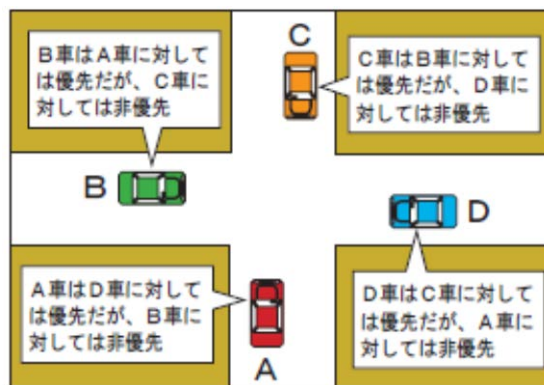 C
B車はA車に対して
は優先だが、C車に
対しては非優先
C車はB車に対して
は優先だが、D車に
対しては非優先
B
D
A車はD車に対して
は優先だが、B車に
対しては非優先
D車はC車に対して
は優先だが、A車に
対しては非優先
A